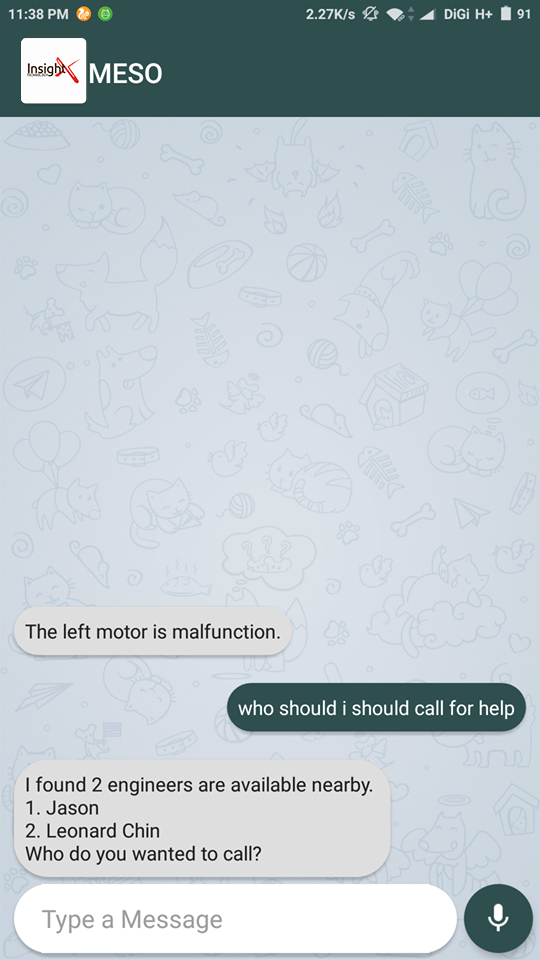 11:38 PM
2.27K/s
DiGi H+
91
InsightX
MESO
The left motor is malfunction.
who should i should call for help
I found 2 engineers are available nearby.
1. Jason
2. Leonard Chin
Who do you wanted to call?
Type a Message